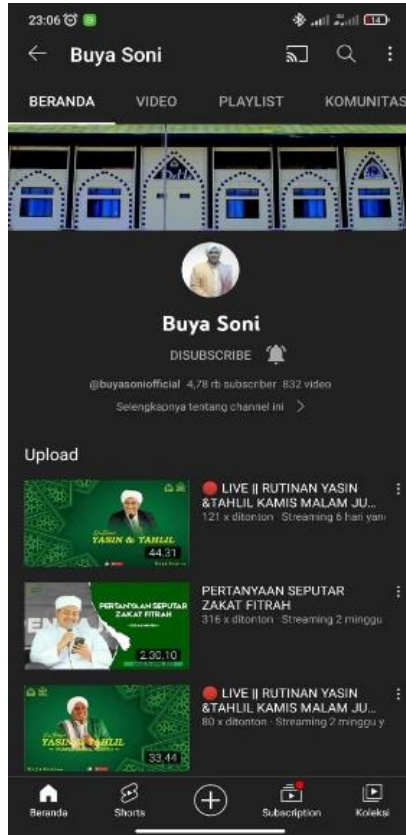 23:06
14
Buya Soni
BERANDA VIDEO PLAYLIST KOMUNITAS
Buya Soni
DISUBSCRIBE
@buyasoniofficial 4,78 rb subscriber 832 video
Selengkapnya tentang channel ini
Upload
YASIN & TAHLIL
44.31
🔴 LIVE || RUTINAN YASIN
&TAHLIL KAMIS MALAM JU...
121 x ditonton · Streaming 6 hari yan
PERTANYAAN SEPUTAR
ZAKAT FITRAH
2.30.10
PERTANYAAN SEPUTAR
ZAKAT FITRAH
316 x ditonton · Streaming 2 minggu
YASIN & TAHLIL
33.44
🔴 LIVE || RUTINAN YASIN
&TAHLIL KAMIS MALAM JU...
80 x ditonton · Streaming 2 minggu y
Beranda Shorts Subscription Koleksi